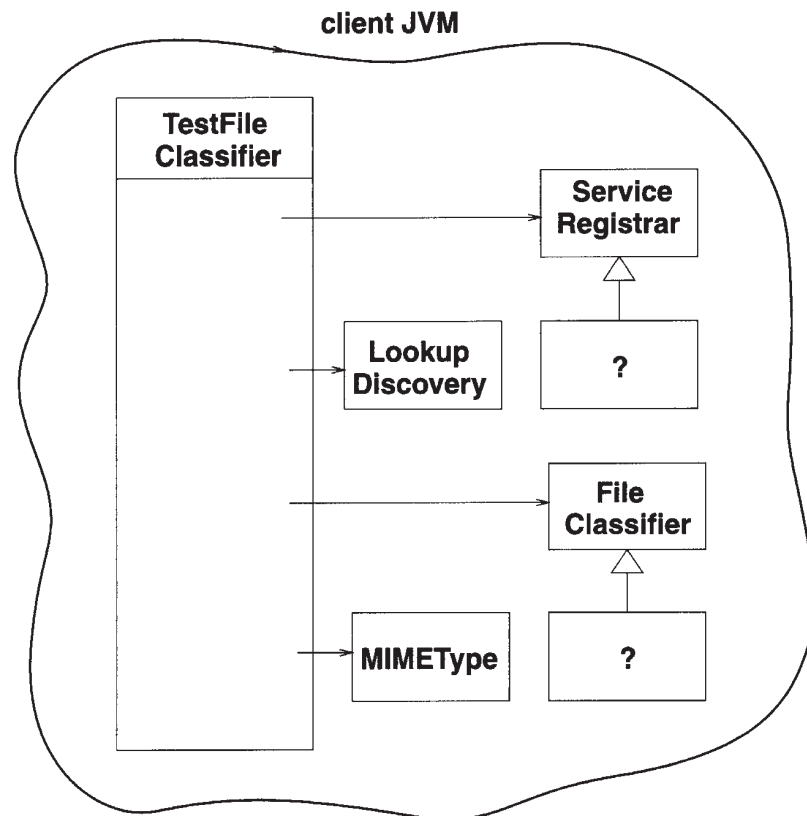 client JVM
TestFile
Classifier
Service
Registrar
Lookup
Discovery
?
File
Classifier
MIMEType
?